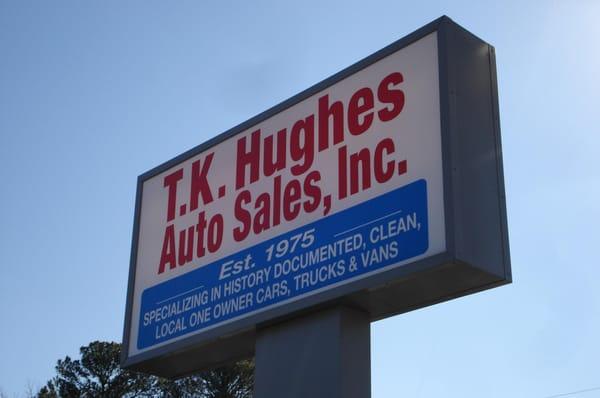 T.K. Hughes
Auto Sales, Inc.
Est. 1975
SPECIALIZING IN HISTORY DOCUMENTED, CLEAN,
LOCAL ONE OWNER CARS, TRUCKS & VANS